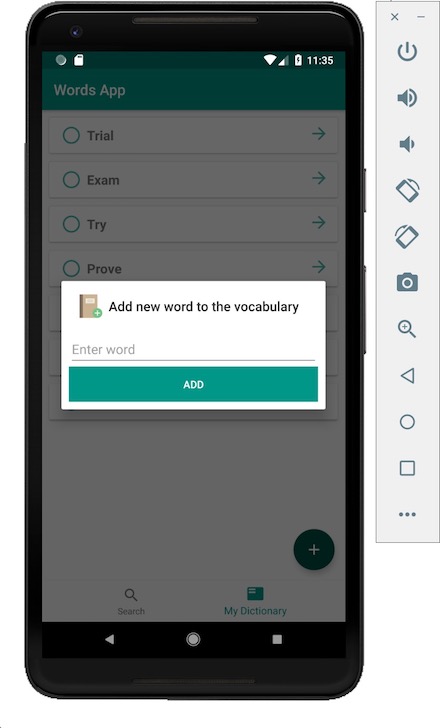 11:35
Words App
Trial
Exam
Try
Prove
Add new word to the vocabulary
Enter word
ADD
Search
My Dictionary